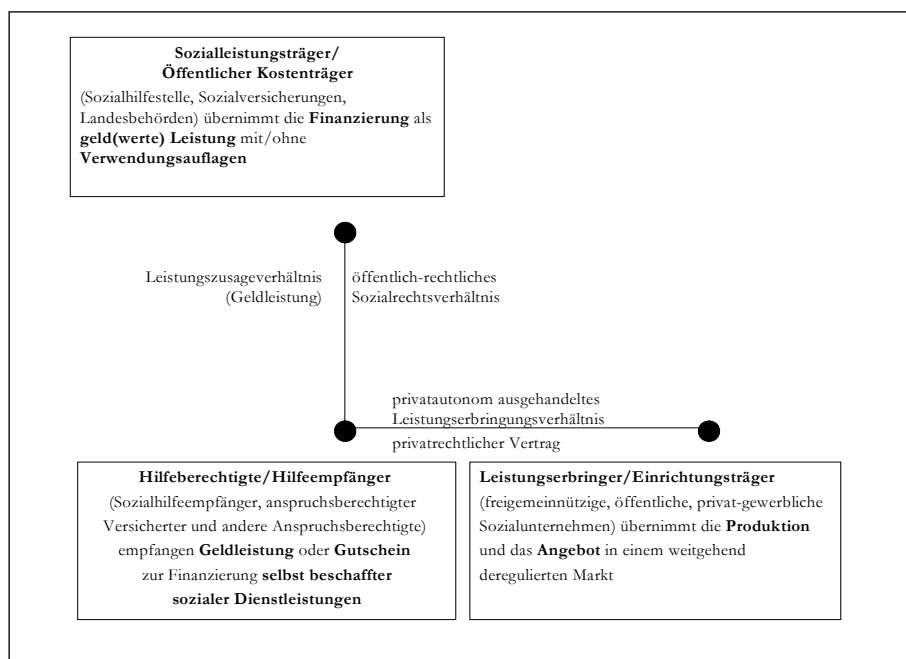 Sozialleistungsträger/
Öffentlicher Kostenträger
(Sozialhilfestelle, Sozialversicherungen,
Landesbehörden) übernimmt die Finanzierung als
geld(werte) Leistung mit/ohne
Verwendungsauflagen
Leistungszusageverhältnis
(Geldleistung)
öffentlich-rechtliches
Sozialrechtsverhältnis
privatautonom ausgehandeltes
Leistungserbringungsverhältnis
privatrechtlicher Vertrag
Hilfeberechtigte/Hilfeempfänger
(Sozialhilfeempfänger, anspruchsberechtigter
Versicherter und andere Anspruchsberechtigte)
empfangen Geldleistung oder Gutschein
zur Finanzierung selbst beschaffter
sozialer Dienstleistungen
Leistungserbringer/Einrichtungsträger
(freigemeinnützige, öffentliche, privat-gewerbliche
Sozialunternehmen) übernimmt die Produktion
und das Angebot in einem weitgehend
deregulierten Markt